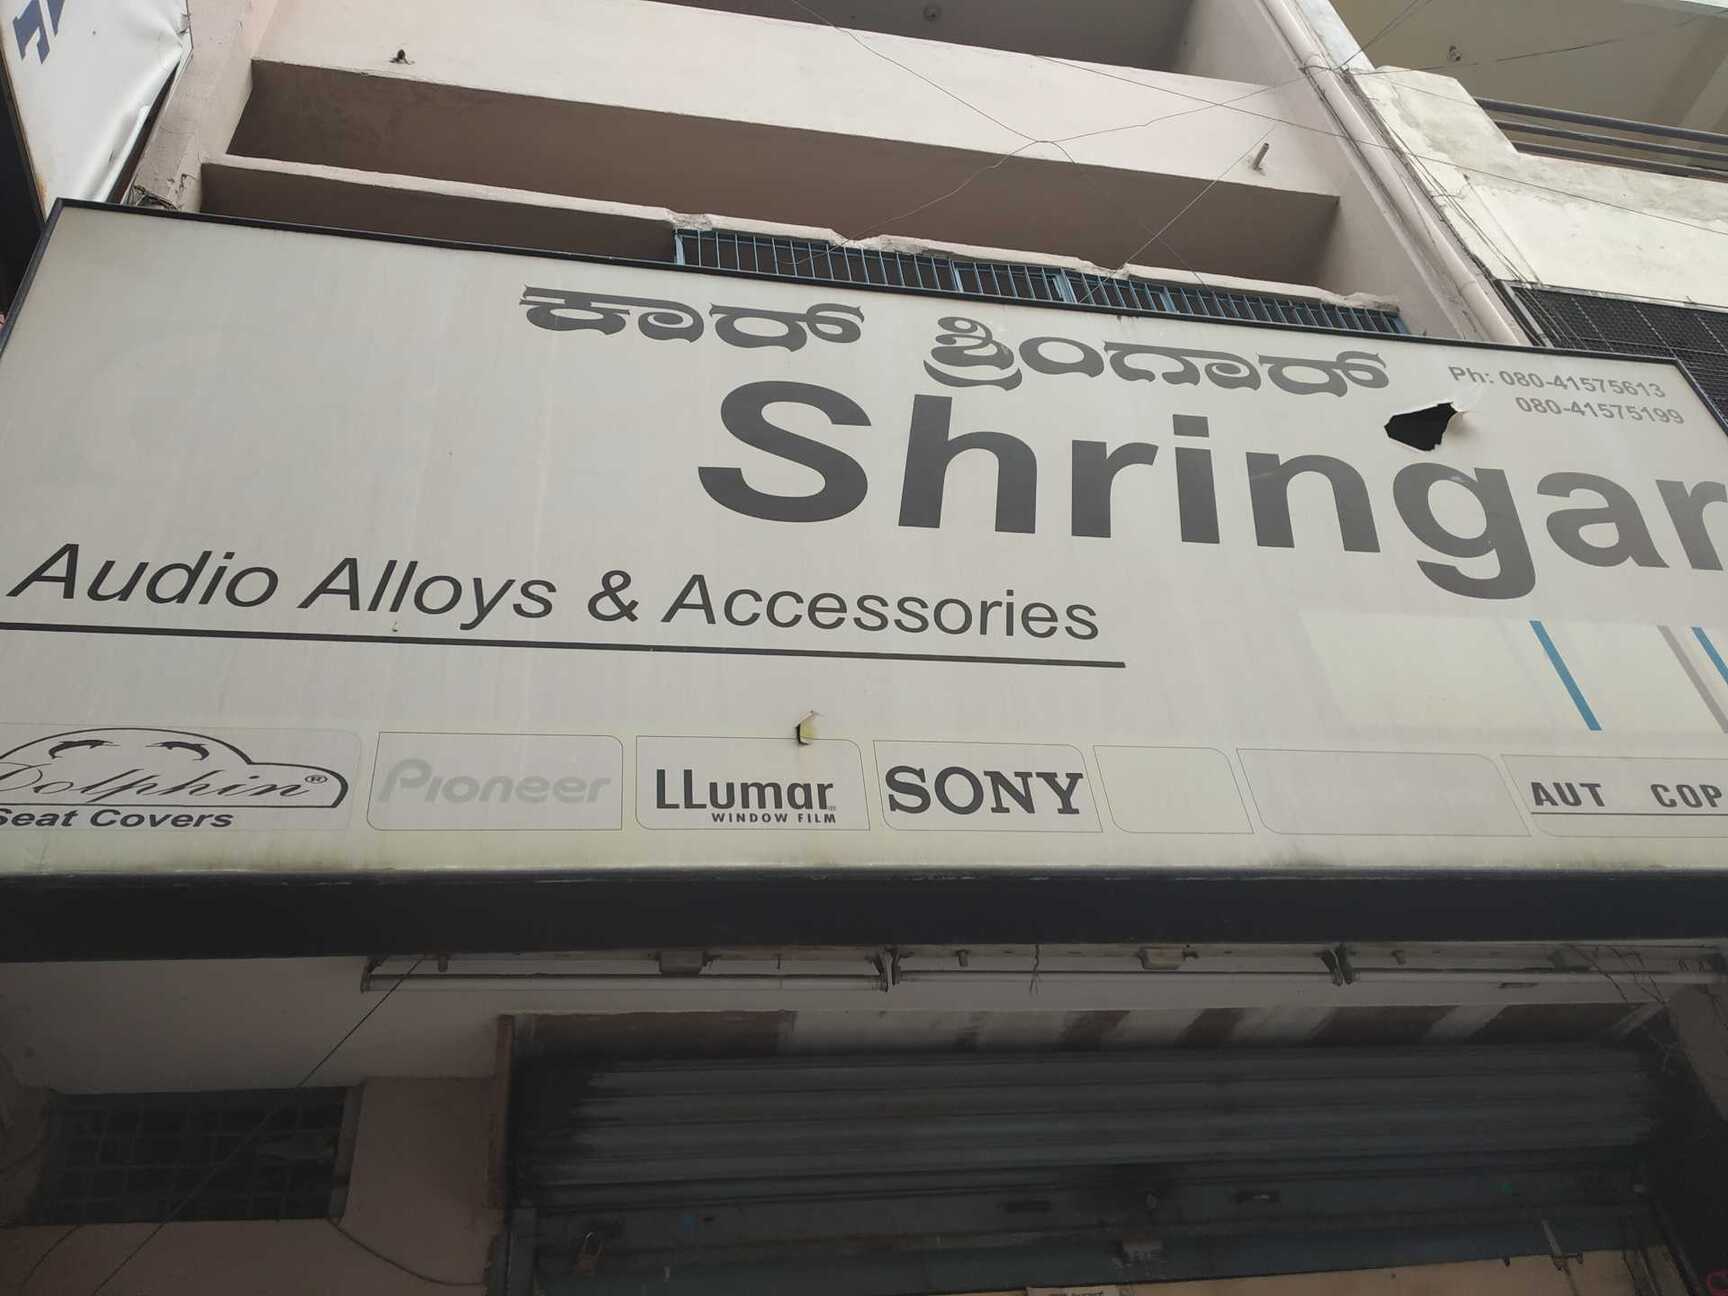 ಕಾರ್ ಶ್ರಿಂಗಾರ್
Ph: 080-41575613
080-41575199
Shringar
Audio Alloys & Accessories
Dolphin®
Seat Covers
Pioneer
LLumar
WINDOW FILM
SONY
AUT COP